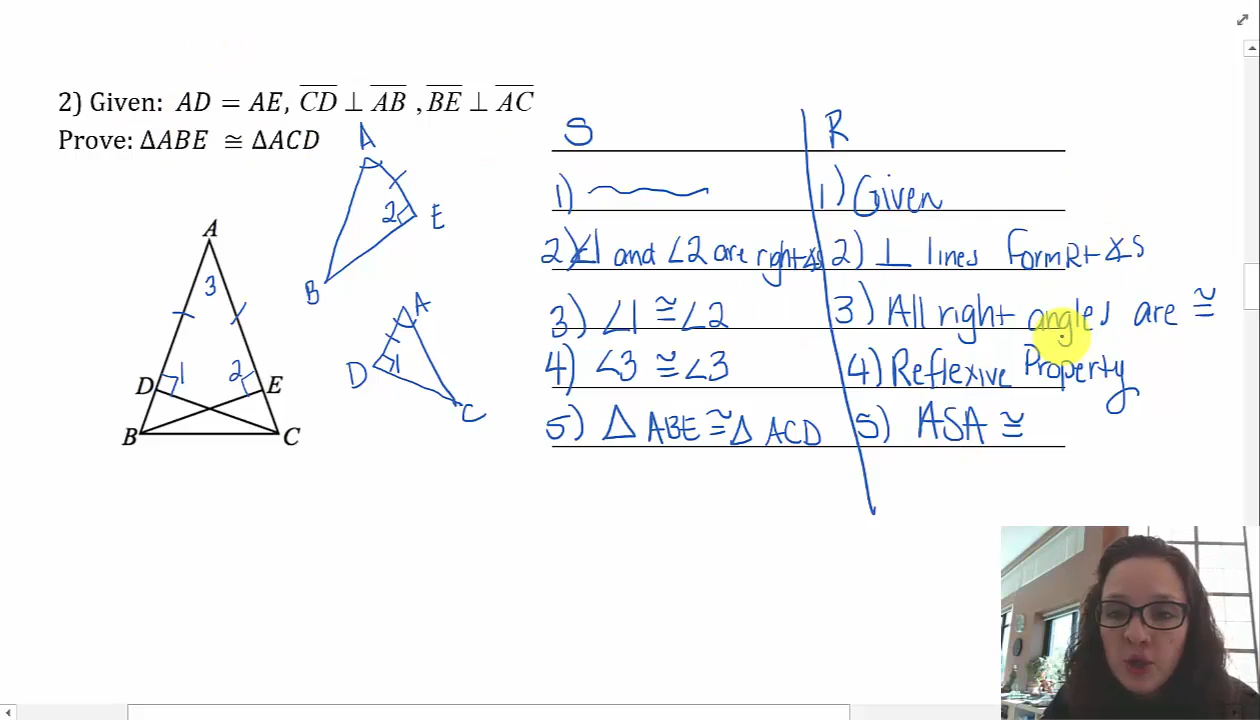 2) Given: AD = AE, CD ⊥ AB , BE ⊥ AC
Prove: ΔABE ≅ ΔACD
A
E
2
B
A
D
1
C
A
3
D
1
2
E
B
C
S R
1) 1) Given
2) ∠1 and ∠2 are right ∡s 2) ⊥ lines form Rt ∡s
3) ∠1 ≅ ∠2 3) All right angles are ≅
4) ∠3 ≅ ∠3 4) Reflexive Property
5) Δ ABE ≅ Δ ACD 5) ASA ≅